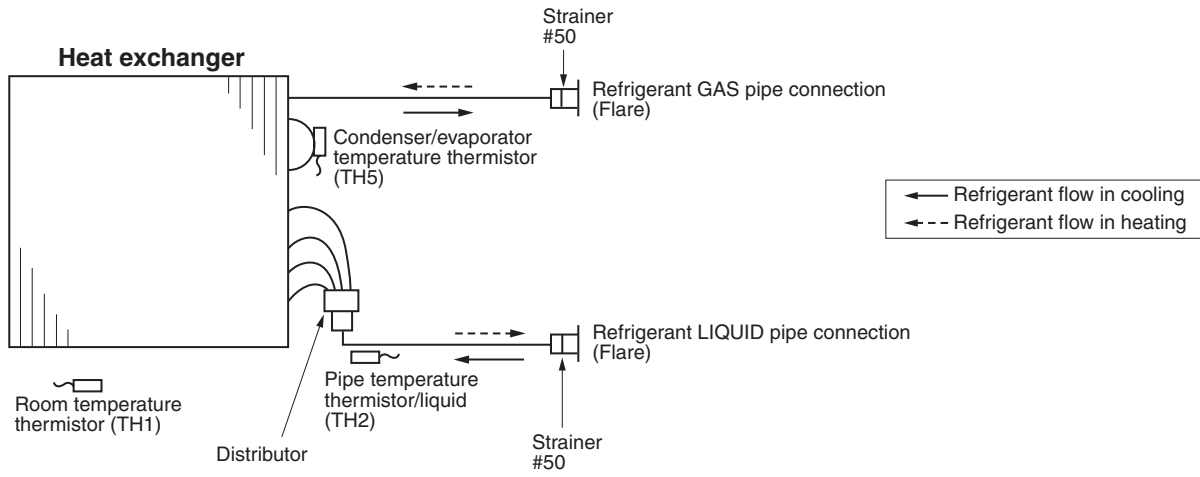 Strainer
#50
Heat exchanger
Refrigerant GAS pipe connection
(Flare)
Condenser/evaporator
temperature thermistor
(TH5)
Refrigerant flow in cooling
Refrigerant flow in heating
Refrigerant LIQUID pipe connection
(Flare)
Pipe temperature
thermistor/liquid
(TH2)
Room temperature
thermistor (TH1)
Distributor
Strainer
#50